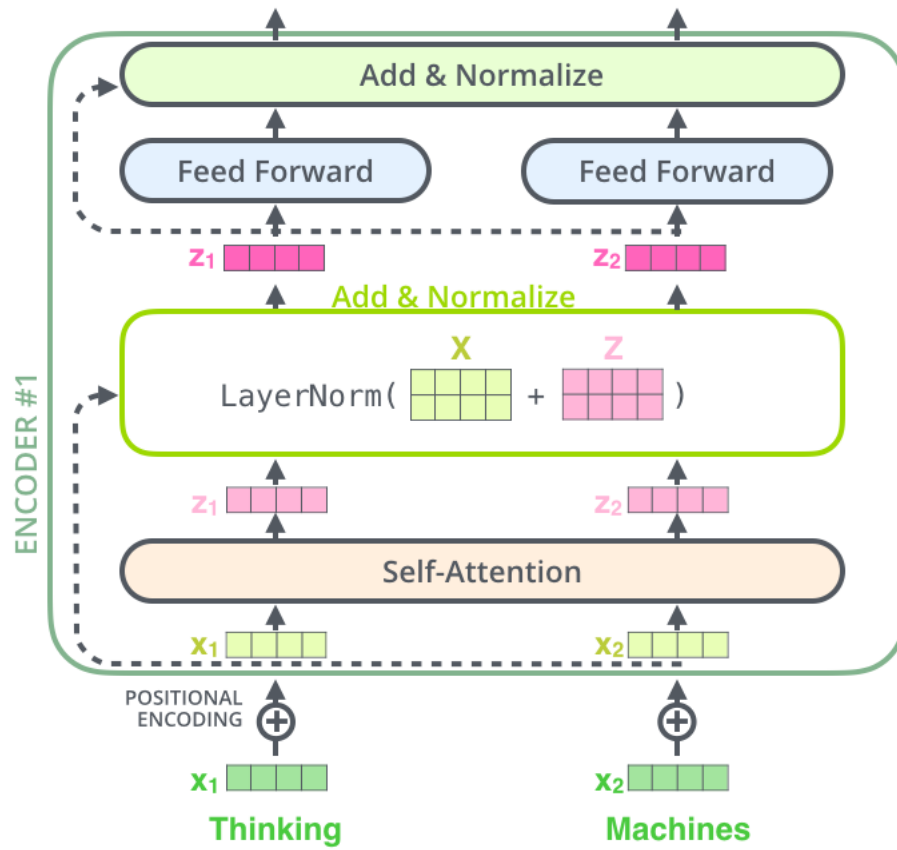 Add & Normalize
Feed Forward Feed Forward
z₁ z₂
Add & Normalize
X Z
LayerNorm( + )
ENCODER #1
z₁ z₂
Self-Attention
x₁ x₂
POSITIONAL
ENCODING
x₁ x₂
Thinking Machines